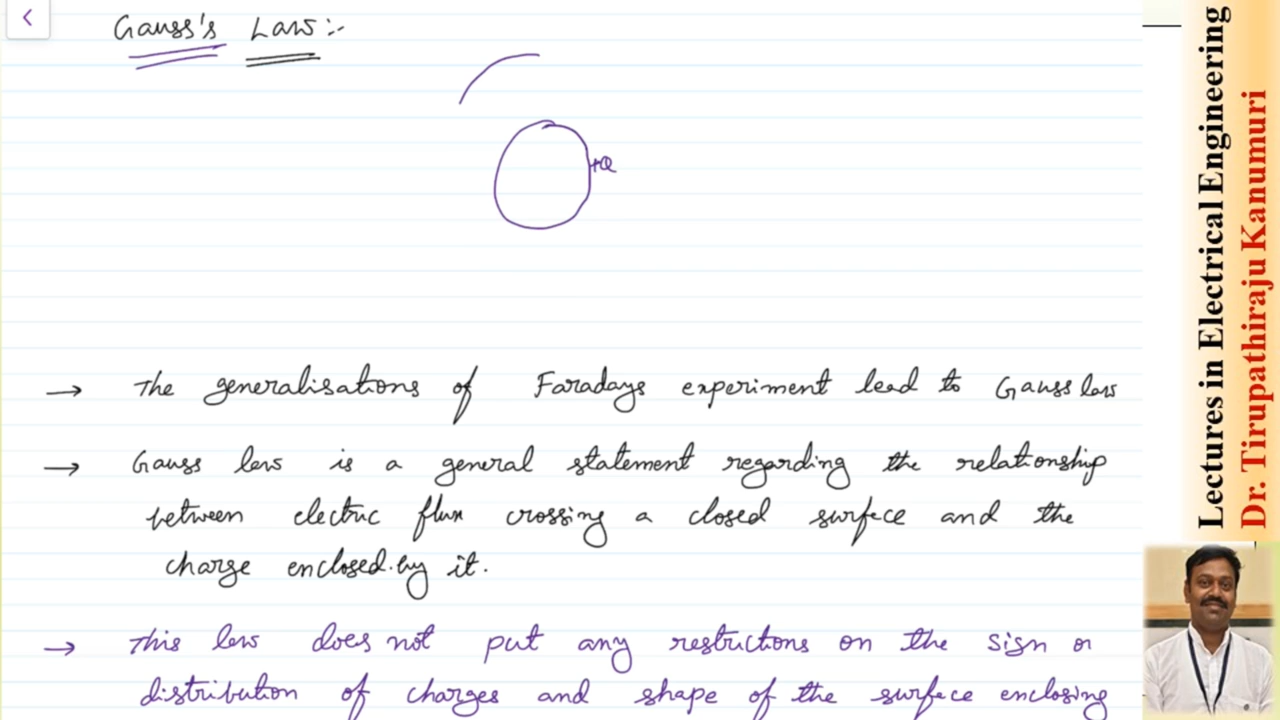 Gauss's Law:-
+Q
→ The generalisations of Faradays experiment lead to Gauss law
→ Gauss law is a general statement regarding the relationship
between electric flux crossing a closed surface and the
charge enclosed by it.
→ This law does not put any restrictions on the sign or
distribution of charges and shape of the surface enclosing
Lectures in Electrical Engineering
Dr. Tirupathiraju Kanumuri